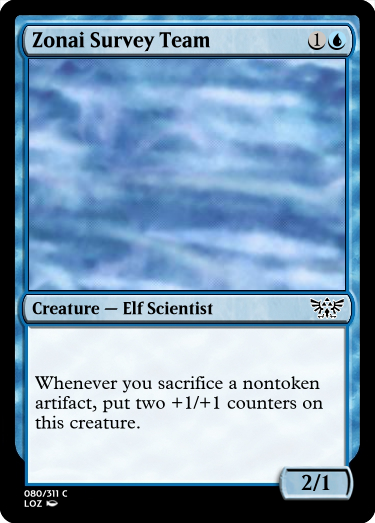 Zonai Survey Team 1
Creature — Elf Scientist
Whenever you sacrifice a nontoken
artifact, put two +1/+1 counters on
this creature.
2/1
080/311 C
LOZ